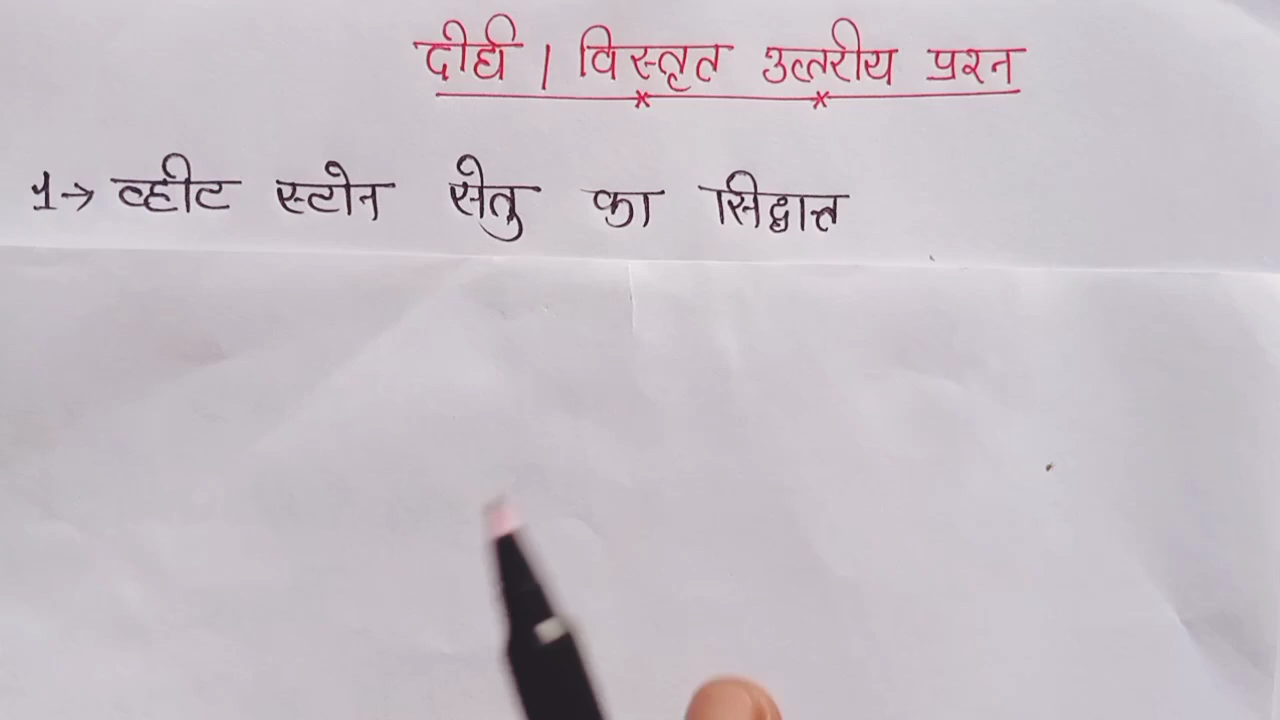 दीर्घ / विस्तृत उत्तरीय प्रश्न
1→ व्हीट स्टोन सेतु का सिद्धान्त